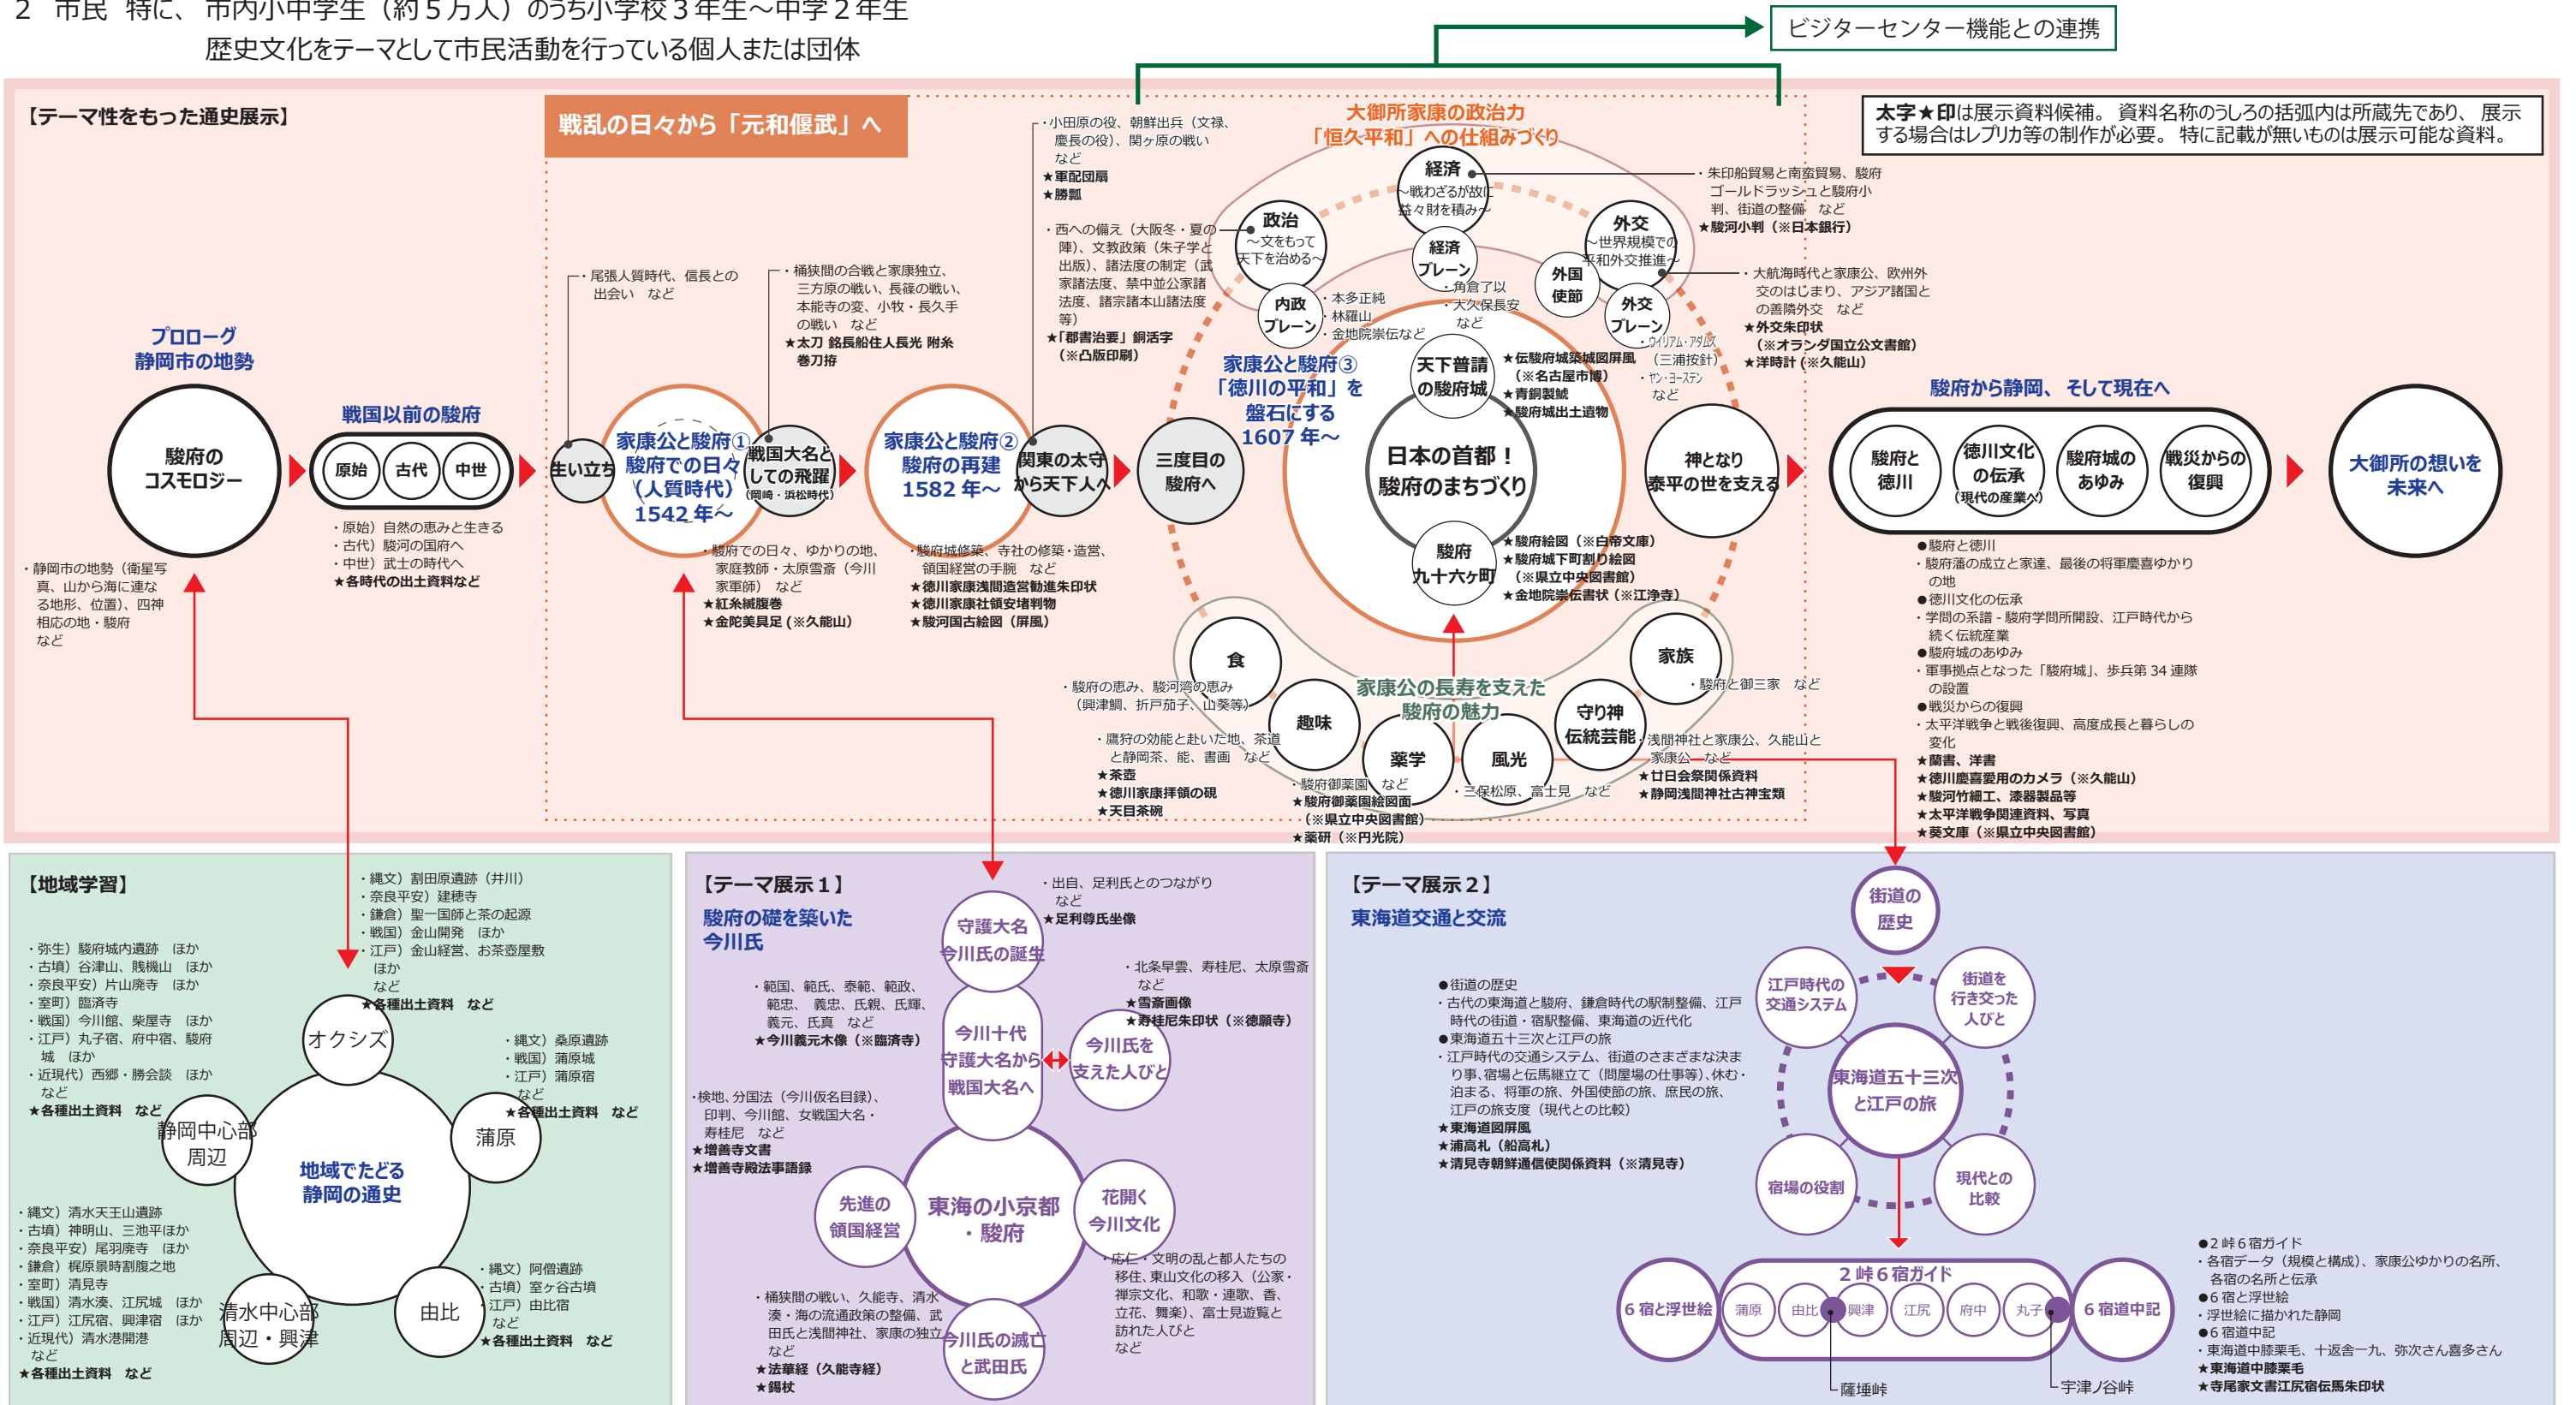 2 市民 特に、市内小中学生（約５万人）のうち小学校３年生～中学２年生
歴史文化をテーマとして市民活動を行っている個人または団体
ビジターセンター機能との連携
【テーマ性をもった通史展示】
戦乱の日々から「元和偃武」へ
太字★印は展示資料候補。資料名称のうしろの括弧内は所蔵先であり、展示
する場合はレプリカ等の制作が必要。特に記載が無いものは展示可能な資料。
プロローグ
静岡市の地勢
駿府の
コスモロジー
・静岡市の地勢（衛星写
真、山から海に連な
る地形、位置）、四神
相応の地・駿府
など
戦国以前の駿府
原始
古代
中世
・原始）自然の恵みと生きる
・古代）駿河の国府へ
・中世）武士の時代へ
★各時代の出土資料など
・尾張人質時代、信長との
出会い　など
生い立ち
家康公と駿府①
駿府での日々
（人質時代）
1542 年～
・駿府での日々、ゆかりの地、
家庭教師・太原雪斎（今川
家軍師）　など
★紅糸縅腹巻
★金陀美具足 (※久能山）
・桶狭間の合戦と家康独立、
三方原の戦い、長篠の戦い、
本能寺の変、小牧・長久手
の戦い　など
★太刀 銘長船住人長光 附糸
巻刀拵
戦国大名と
しての飛躍
（岡崎・浜松時代）
家康公と駿府②
駿府の再建
1582 年～
・駿府城修築、寺社の修築・造営、
領国経営の手腕　など
★徳川家康浅間造営勧進朱印状
★徳川家康社領安堵判物
★駿河国古絵図（屏風）
・小田原の役、朝鮮出兵（文禄、
慶長の役）、関ヶ原の戦い
など
★軍配団扇
★勝瓢
関東の太守
から天下人へ
三度目の
駿府へ
・西への備え（大阪冬・夏の
陣）、文教政策（朱子学と
出版）、諸法度の制定（武
家諸法度、禁中並公家諸
法度、諸宗諸本山諸法度
等）
★「郡書治要」銅活字
（※凸版印刷）
大御所家康の政治力
「恒久平和」への仕組みづくり
政治
～文をもって
天下を治める～
経済
～戦わざるが故に
益々財を積み～
外交
～世界規模での
平和外交推進～
内政
ブレーン
・本多正純
・林羅山
・金地院崇伝など
経済
ブレーン
・角倉了以
・大久保長安
など
外国
使節
外交
ブレーン
・ウイリアム・アダムズ
（三浦按針）
・ヤン・ヨーステン
など
・朱印船貿易と南蛮貿易、駿府
ゴールドラッシュと駿府小
判、街道の整備　など
★駿河小判（※日本銀行）
・大航海時代と家康公、欧州外
交のはじまり、アジア諸国と
の善隣外交　など
★外交朱印状
（※オランダ国立公文書館）
★洋時計 (※久能山）
家康公と駿府③
「徳川の平和」を
盤石にする
1607 年～
天下普請
の駿府城
★伝駿府城築城図屏風
（※名古屋市博）
★青銅製鯱
★駿府城出土遺物
日本の首都！
駿府のまちづくり
駿府
九十六ヶ町
★駿府絵図（※白帝文庫）
★駿府城下町割り絵図
（※県立中央図書館）
★金地院崇伝書状（※江浄寺）
神となり
泰平の世を支える
家康公の長寿を支えた
駿府の魅力
食
・駿府の恵み、駿河湾の恵み
（興津鯛、折戸茄子、山葵等）
趣味
・鷹狩の効能と赴いた地、茶道
と静岡茶、能、書画　など
★茶壺
★徳川家康拝領の硯
★天目茶碗
薬学
・駿府御薬園　など
★駿府御薬園絵図面
（※県立中央図書館）
★薬研（※円光院）
風光
・三保松原、富士見　など
守り神
伝統芸能
・浅間神社と家康公、久能山と
家康公　など
★廿日会祭関係資料
★静岡浅間神社古神宝類
家族
・駿府と御三家　など
駿府から静岡、そして現在へ
駿府と
徳川
徳川文化
の伝承
（現代の産業へ）
駿府城の
あゆみ
戦災からの
復興
●駿府と徳川
・駿府藩の成立と家達、最後の将軍慶喜ゆかり
の地
●徳川文化の伝承
・学問の系譜 - 駿府学問所開設、江戸時代から
続く伝統産業
●駿府城のあゆみ
・軍事拠点となった「駿府城」、歩兵第 34 連隊
の設置
●戦災からの復興
・太平洋戦争と戦後復興、高度成長と暮らしの
変化
★蘭書、洋書
★徳川慶喜愛用のカメラ（※久能山）
★駿河竹細工、漆器製品等
★太平洋戦争関連資料、写真
★葵文庫（※県立中央図書館）
大御所の想いを
未来へ
【地域学習】
・縄文）割田原遺跡（井川）
・奈良平安）建穂寺
・鎌倉）聖一国師と茶の起源
・戦国）金山開発　ほか
・江戸）金山経営、お茶壺屋敷
ほか
など
★各種出土資料　など
・弥生）駿府城内遺跡　ほか
・古墳）谷津山、賎機山　ほか
・奈良平安）片山廃寺　ほか
・室町）臨済寺
・戦国）今川館、柴屋寺　ほか
・江戸）丸子宿、府中宿、駿府
城　ほか
・近現代）西郷・勝会談　ほか
など
★各種出土資料　など
オクシズ
・縄文）桑原遺跡
・戦国）蒲原城
・江戸）蒲原宿
など
★各種出土資料　など
静岡中心部
周辺
蒲原
地域でたどる
静岡の通史
・縄文）清水天王山遺跡
・古墳）神明山、三池平ほか
・奈良平安）尾羽廃寺　ほか
・鎌倉）梶原景時割腹之地
・室町）清見寺
・戦国）清水湊、江尻城　ほか
・江戸）江尻宿、興津宿　ほか
・近現代）清水港開港
など
★各種出土資料　など
清水中心部
周辺・興津
由比
・縄文）阿僧遺跡
・古墳）室ヶ谷古墳
・江戸）由比宿
など
★各種出土資料　など
【テーマ展示１】
駿府の礎を築いた
今川氏
守護大名
今川氏の誕生
・出自、足利氏とのつながり
など
★足利尊氏坐像
・範国、範氏、泰範、範政、
範忠、　義忠、氏親、氏輝、
義元、氏真　など
★今川義元木像（※臨済寺）
今川十代
守護大名から
戦国大名へ
・北条早雲、寿桂尼、太原雪斎
など
★雪斎画像
★寿桂尼朱印状（※徳願寺）
今川氏を
支えた人びと
・検地、分国法（今川仮名目録）、
印判、今川館、女戦国大名・
寿桂尼　など
★増善寺文書
★増善寺殿法事語録
先進の
領国経営
東海の小京都
・駿府
花開く
今川文化
・応仁・文明の乱と都人たちの
移住、東山文化の移入（公家・
禅宗文化、和歌・連歌、香、
立花、舞楽）、富士見遊覧と
訪れた人びと
など
・桶狭間の戦い、久能寺、清水
湊・海の流通政策の整備、武
田氏と浅間神社、家康の独立
など
★法華経（久能寺経）
★錫杖
今川氏の滅亡
と武田氏
【テーマ展示２】
東海道交通と交流
街道の
歴史
江戸時代の
交通システム
街道を
行き交った
人びと
●街道の歴史
・古代の東海道と駿府、鎌倉時代の駅制整備、江戸
時代の街道・宿駅整備、東海道の近代化
●東海道五十三次と江戸の旅
・江戸時代の交通システム、街道のさまざまな決ま
り事、宿場と伝馬継立て（問屋場の仕事等）、休む・
泊まる、将軍の旅、外国使節の旅、庶民の旅、
江戸の旅支度（現代との比較）
★東海道図屏風
★浦高札（船高札）
★清見寺朝鮮通信使関係資料（※清見寺）
東海道五十三次
と江戸の旅
宿場の役割
現代との
比較
６宿と浮世絵
２峠６宿ガイド
蒲原
由比
興津
江尻
府中
丸子
６宿道中記
薩埵峠
宇津ノ谷峠
●２峠６宿ガイド
・各宿データ（規模と構成）、家康公ゆかりの名所、
各宿の名所と伝承
●６宿と浮世絵
・浮世絵に描かれた静岡
●６宿道中記
・東海道中膝栗毛、十返舎一九、弥次さん喜多さん
★東海道中膝栗毛
★寺尾家文書江尻宿伝馬朱印状